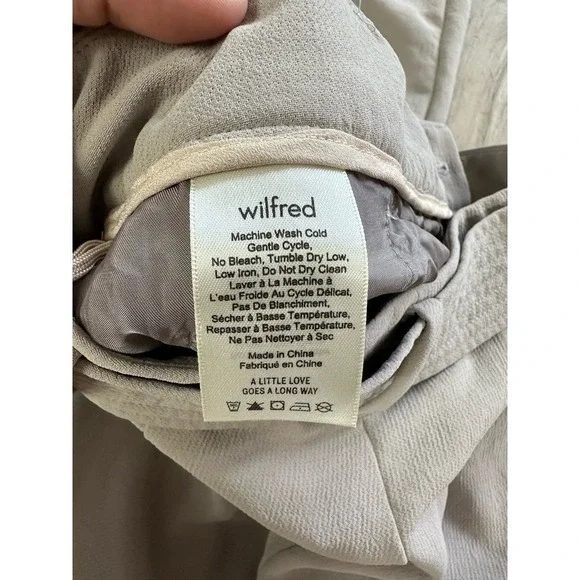 wilfred
Machine Wash Cold
Gentle Cycle,
No Bleach, Tumble Dry Low,
Low Iron, Do Not Dry Clean
Laver à La Machine à
L'eau Froide Au Cycle Délicat,
Pas De Blanchiment,
Sécher à Basse Température,
Repasser à Basse Température,
Ne Pas Nettoyer à Sec
Made in China
Fabriqué en Chine
A LITTLE LOVE
GOES A LONG WAY